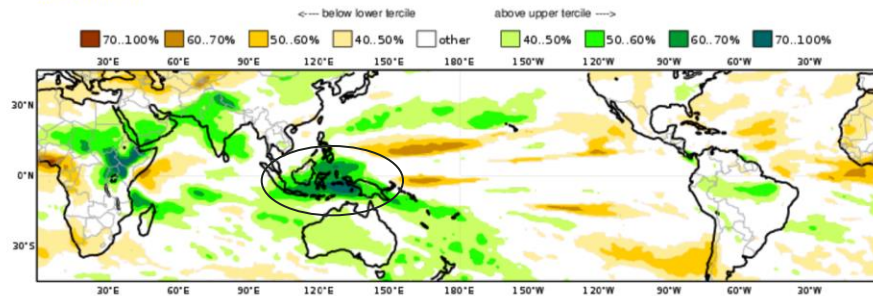 <---- below lower tercile above upper tercile ---->
70..100% 60..70% 50..60% 40..50% other 40..50% 50..60% 60..70% 70..100%
30°E 60°E 90°E 120°E 150°E 180°E 150°W 120°W 90°W 60°W 30°W
30°N
0°N
30°S
30°E 60°E 90°E 120°E 150°E 180°W 150°W 120°W 90°W 60°W 30°W